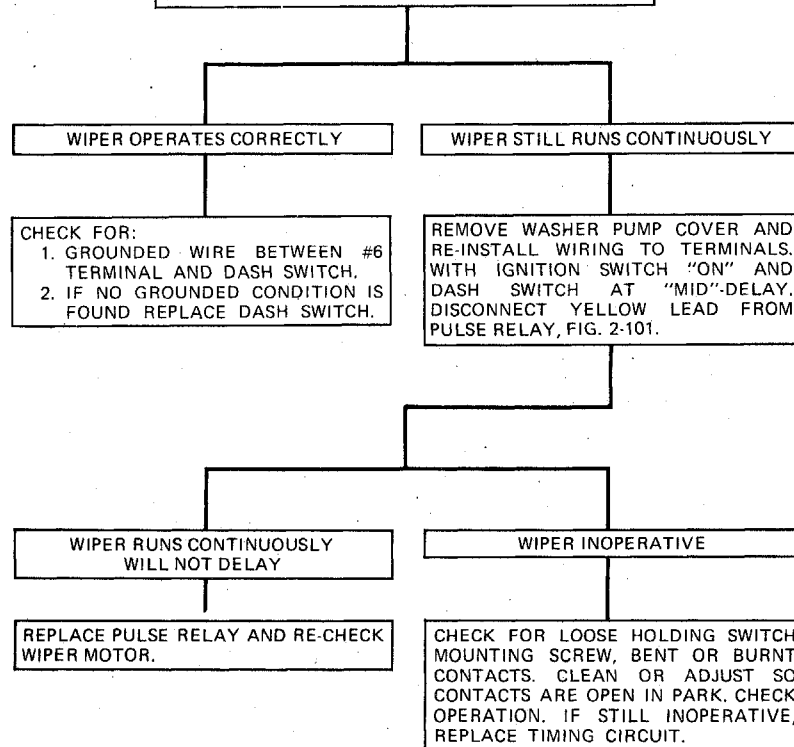 WIPER OPERATES CORRECTLY
WIPER STILL RUNS CONTINUOUSLY
CHECK FOR:
1. GROUNDED WIRE BETWEEN #6
TERMINAL AND DASH SWITCH.
2. IF NO GROUNDED CONDITION IS
FOUND REPLACE DASH SWITCH.
REMOVE WASHER PUMP COVER AND
RE-INSTALL WIRING TO TERMINALS.
WITH IGNITION SWITCH "ON" AND
DASH SWITCH AT "MID"-DELAY.
DISCONNECT YELLOW LEAD FROM
PULSE RELAY, FIG. 2-101.
WIPER RUNS CONTINUOUSLY
WILL NOT DELAY
WIPER INOPERATIVE
REPLACE PULSE RELAY AND RE-CHECK
WIPER MOTOR.
CHECK FOR LOOSE HOLDING SWITCH
MOUNTING SCREW, BENT OR BURNT
CONTACTS. CLEAN OR ADJUST SO
CONTACTS ARE OPEN IN PARK. CHECK
OPERATION. IF STILL INOPERATIVE,
REPLACE TIMING CIRCUIT.